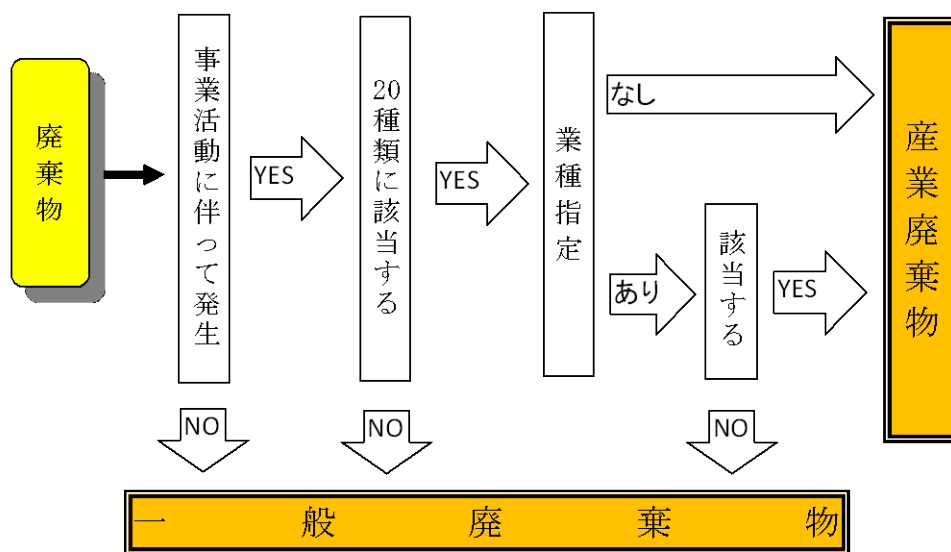 廃棄物
事業活動に伴って発生
YES
20種類に該当する
YES
業種指定
なし
あり
該当する
YES
産業廃棄物
NO
NO
NO
一般廃棄物